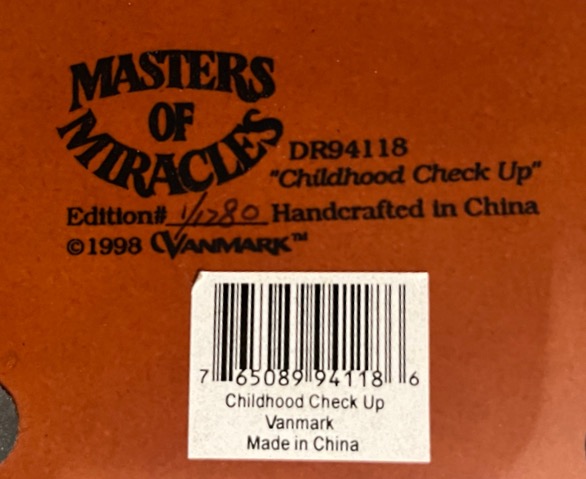 MASTERS
OF
MIRACLES
DR94118
"Childhood Check Up"
Edition# 1/1780 Handcrafted in China
©1998 VANMARK™
7 65089 94118 6
Childhood Check Up
Vanmark
Made in China